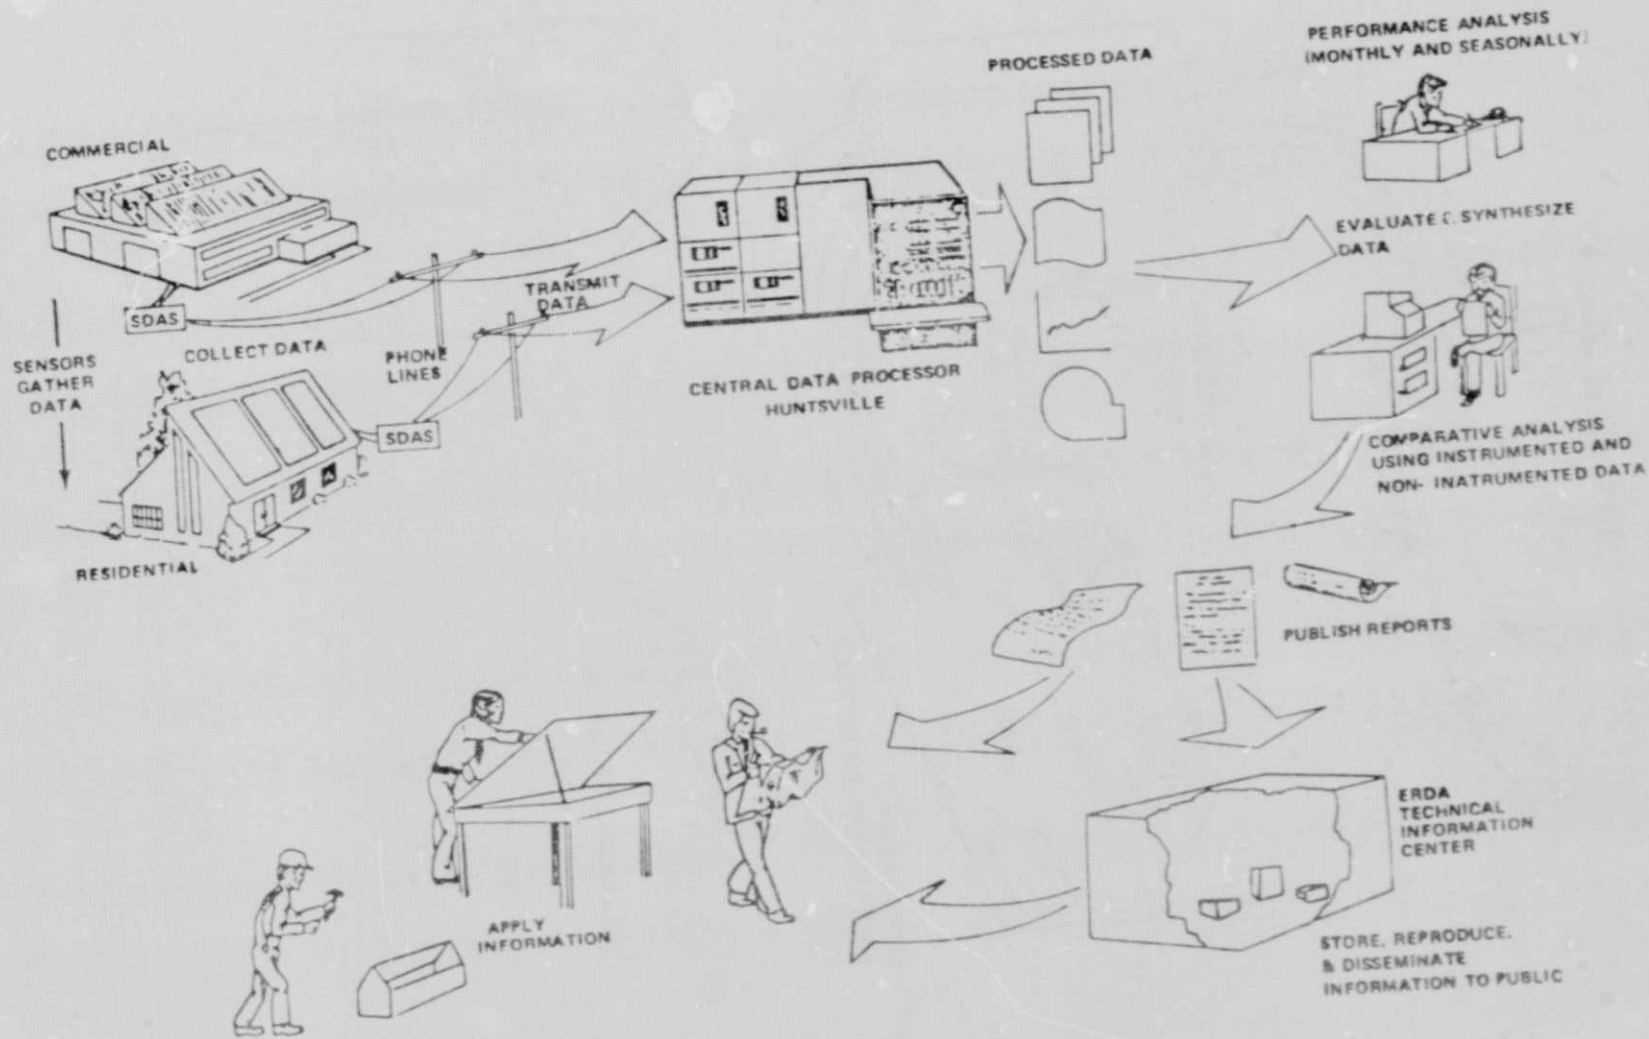 COMMERCIAL
SDAS
SENSORS
GATHER
DATA
COLLECT DATA
PHONE
LINES
TRANSMIT
DATA
SDAS
RESIDENTIAL
CENTRAL DATA PROCESSOR
HUNTSVILLE
PROCESSED DATA
PERFORMANCE ANALYSIS
(MONTHLY AND SEASONALLY)
EVALUATE & SYNTHESIZE
DATA
COMPARATIVE ANALYSIS
USING INSTRUMENTED AND
NON- INATRUMENTED DATA
PUBLISH REPORTS
ERDA
TECHNICAL
INFORMATION
CENTER
STORE, REPRODUCE,
& DISSEMINATE
INFORMATION TO PUBLIC
APPLY
INFORMATION